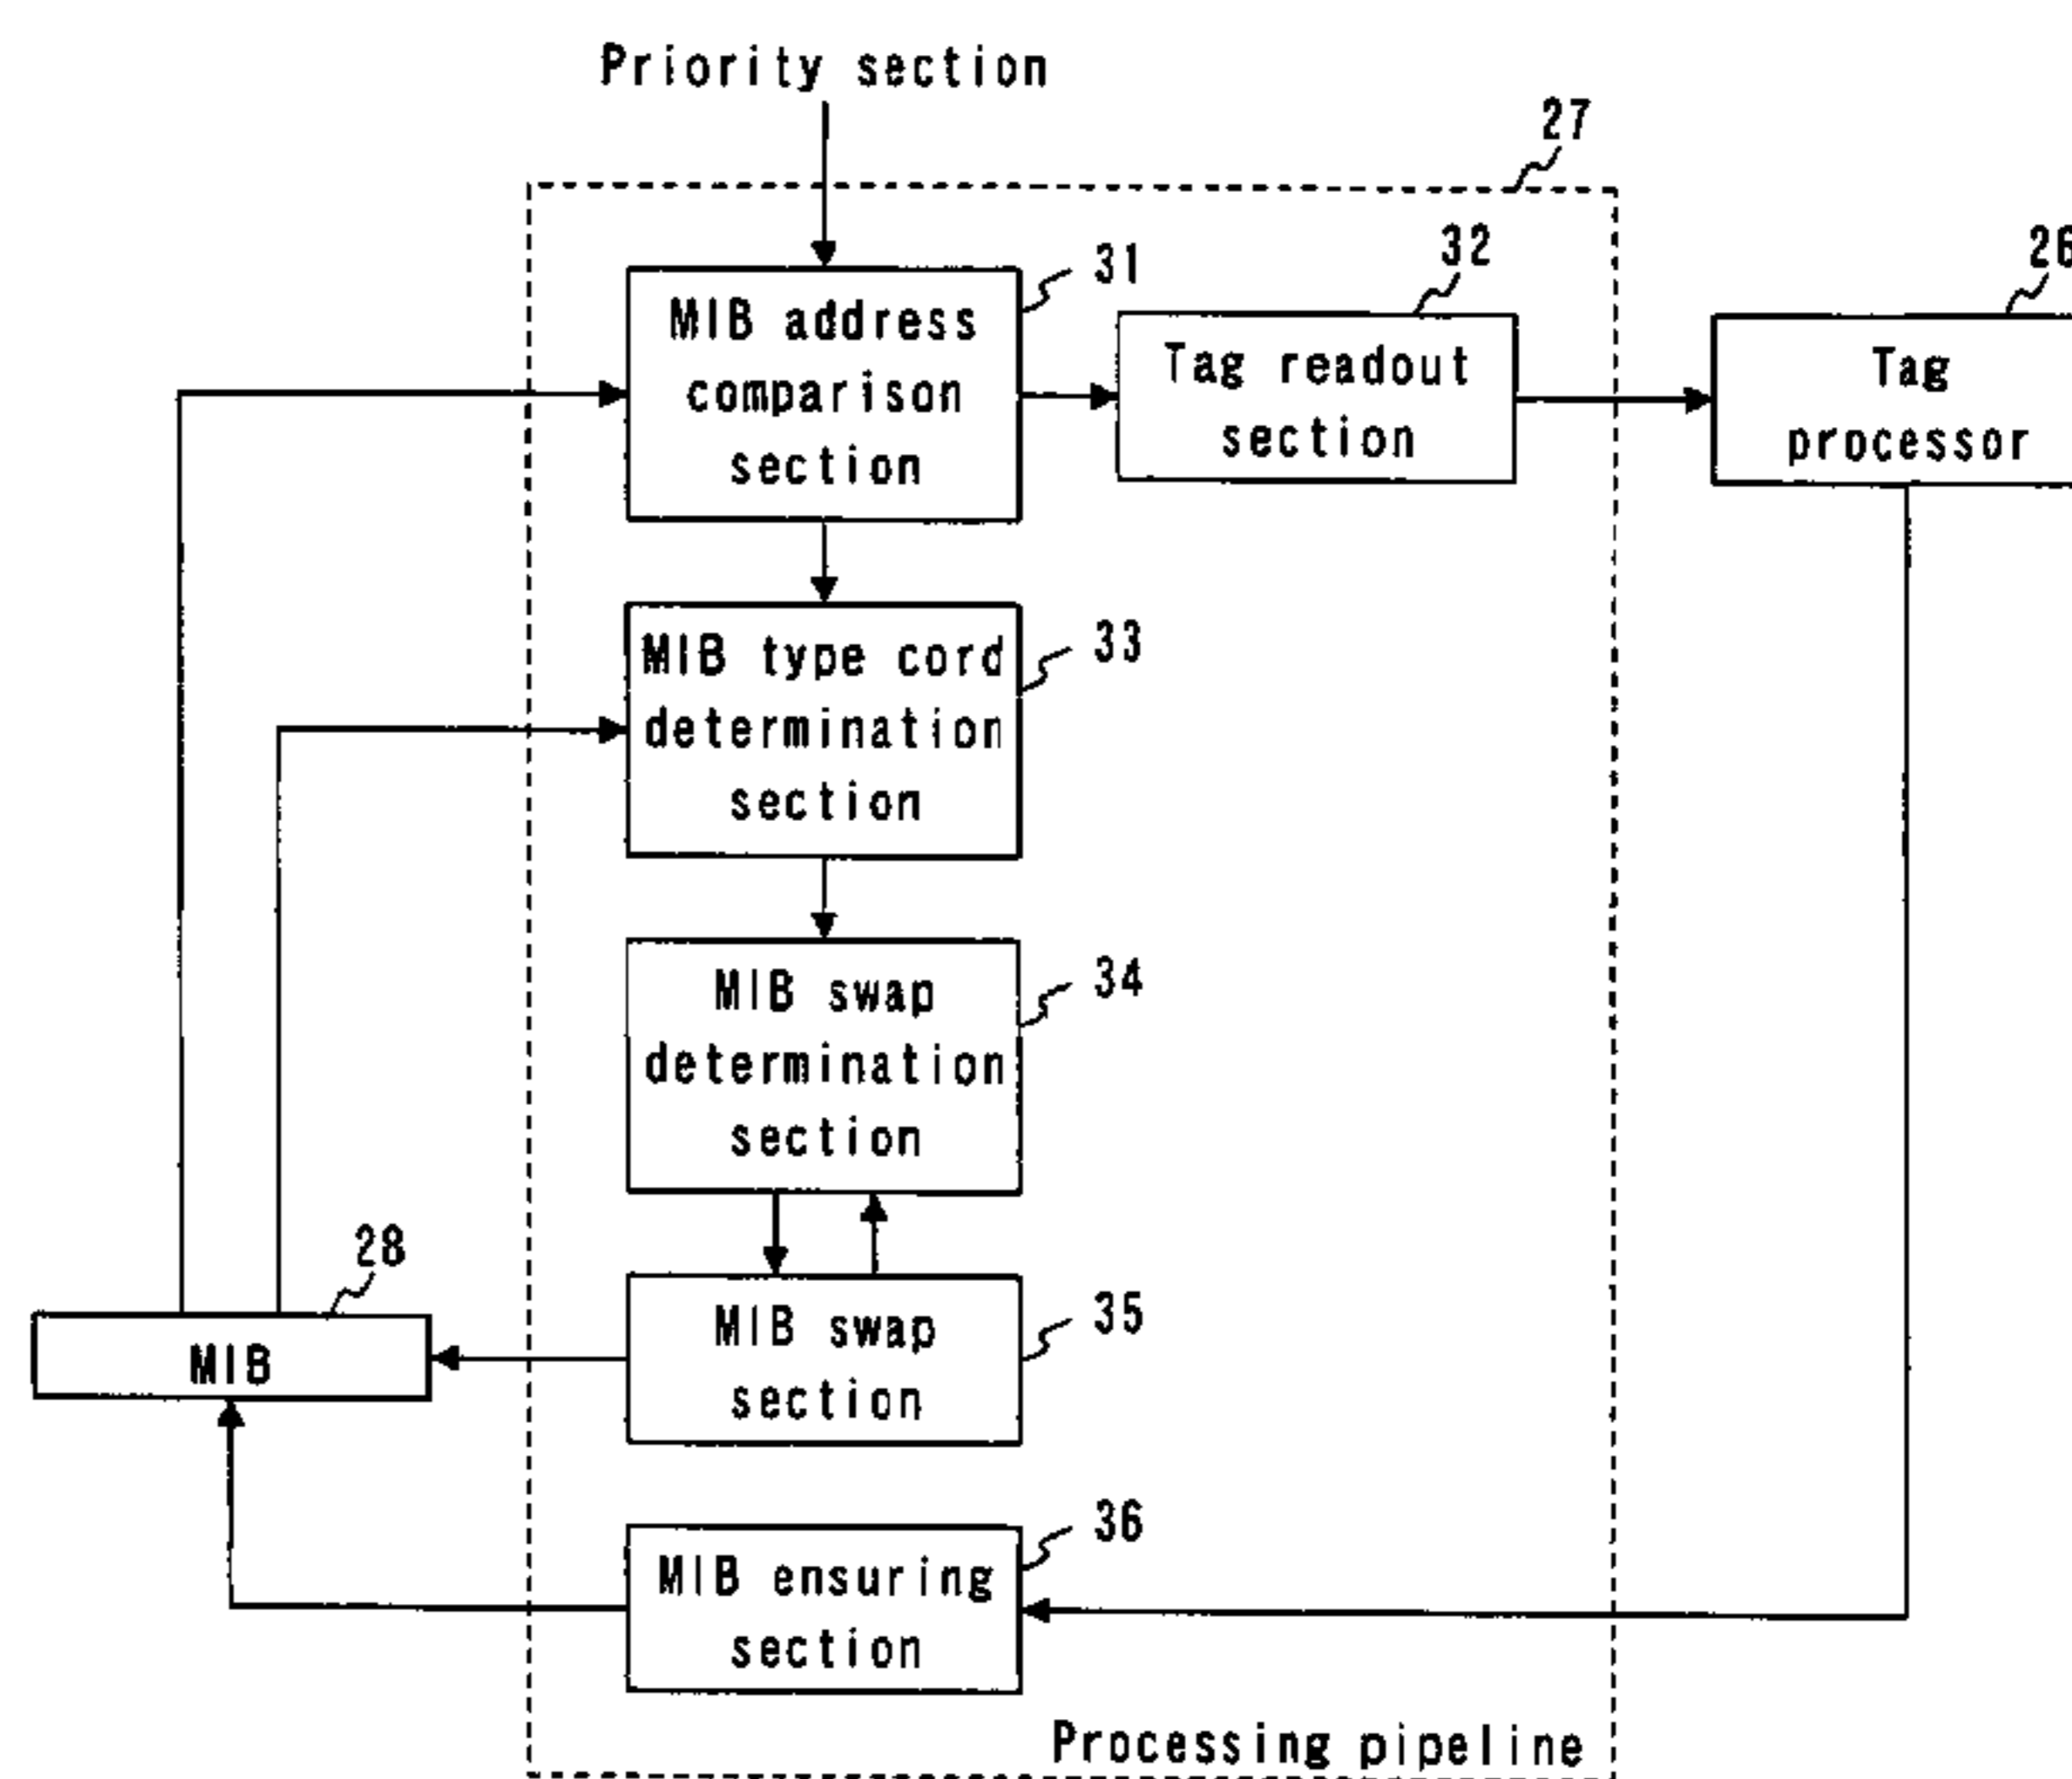 Priority section
27
31
MIB address
comparison
section
32
Tag readout
section
26
Tag
processor
33
MIB type cord
determination
section
34
MIB swap
determination
section
28
MIB
35
MIB swap
section
36
MIB ensuring
section
Processing pipeline